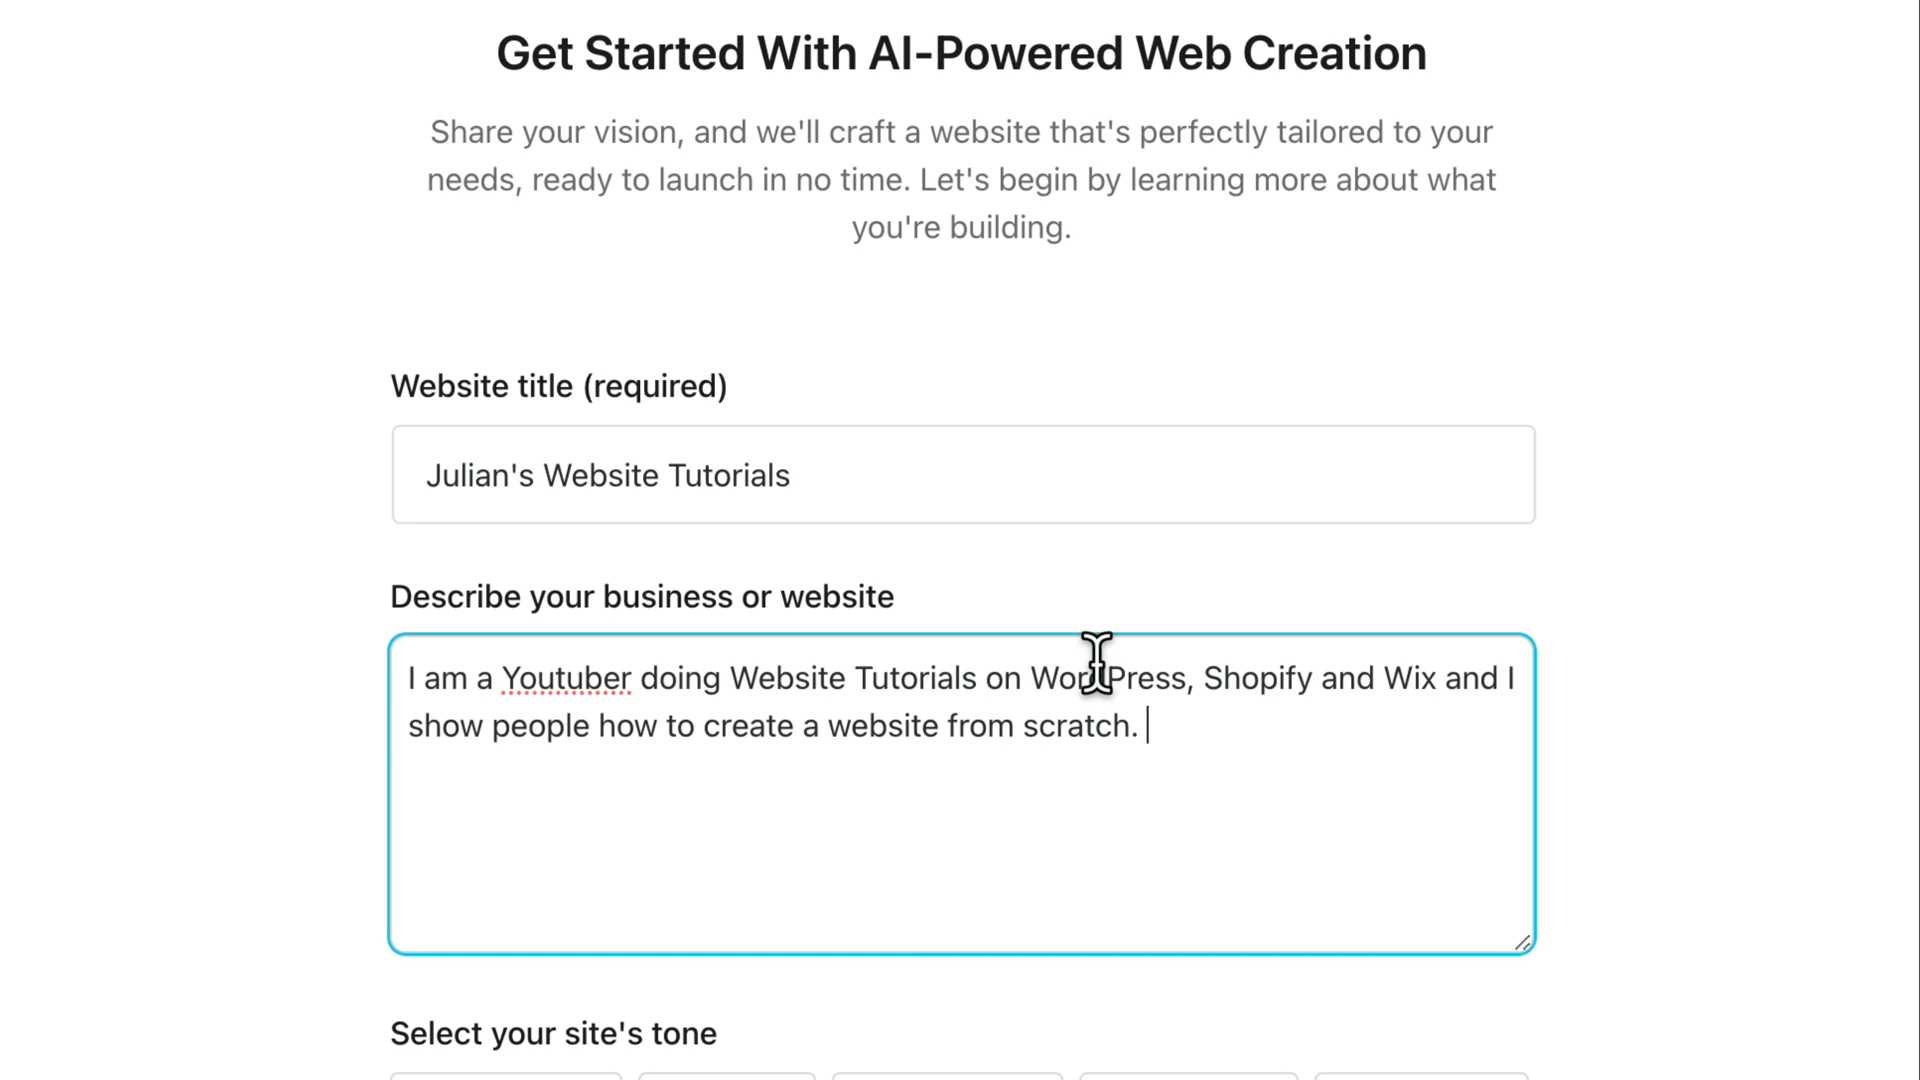 Get Started With AI-Powered Web Creation
Share your vision, and we'll craft a website that's perfectly tailored to your
needs, ready to launch in no time. Let's begin by learning more about what
you're building.
Website title (required)
Julian's Website Tutorials
Describe your business or website
I am a Youtuber doing Website Tutorials on WordPress, Shopify and Wix and I
show people how to create a website from scratch.
Select your site's tone